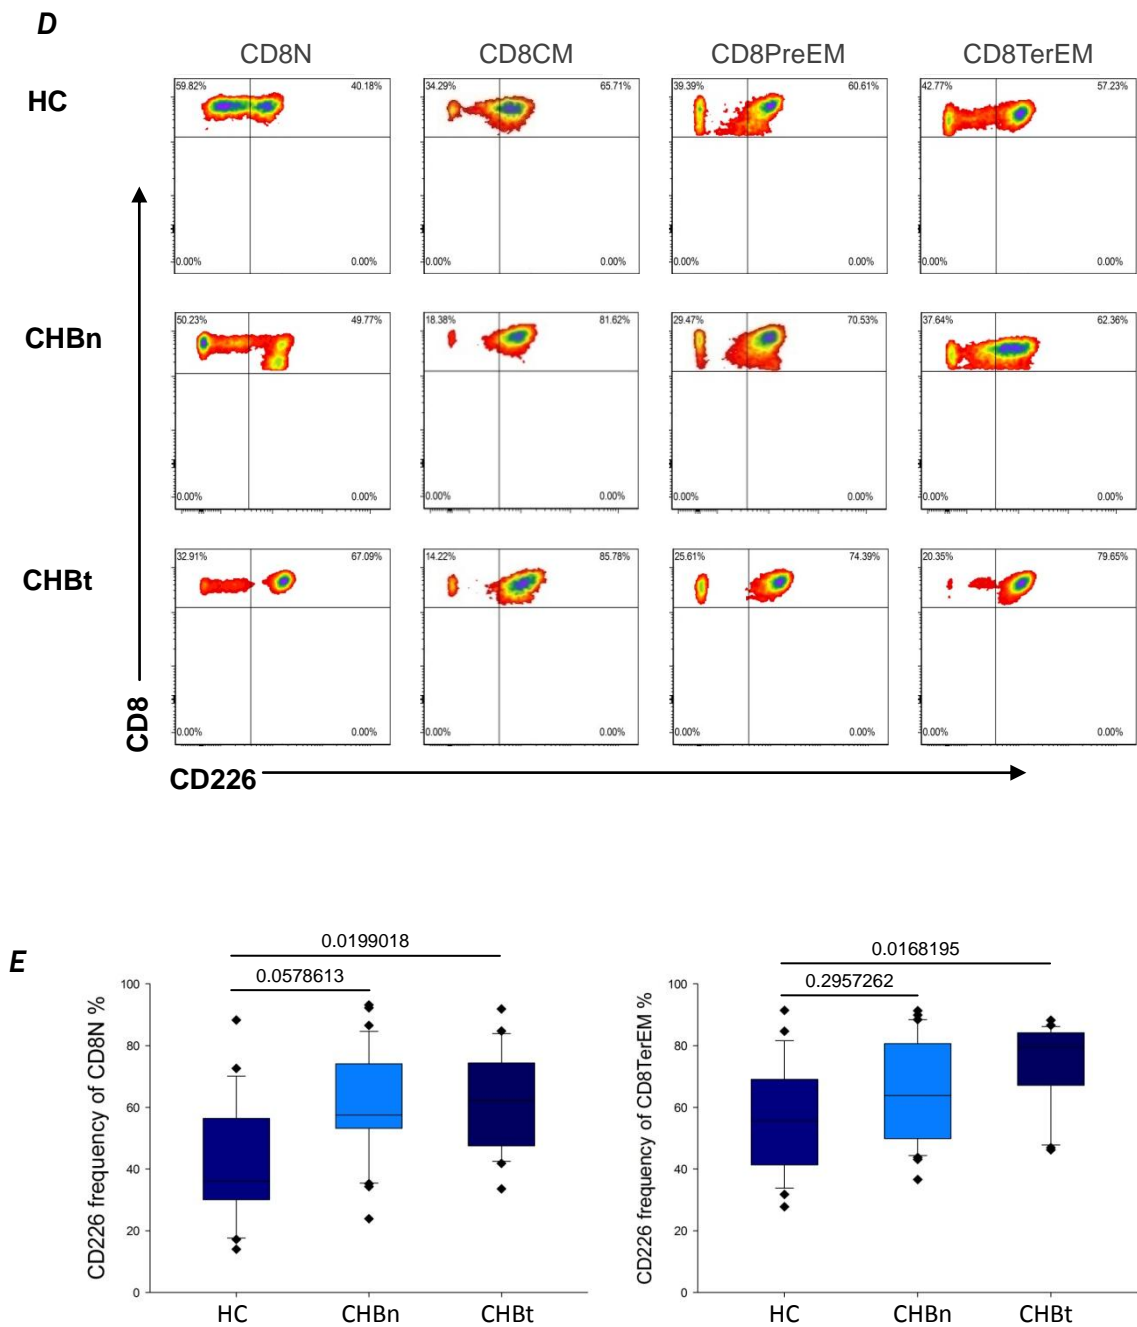 D
CD8N CD8CM CD8PreEM CD8TerEM
HC
59.82% 40.18% 34.29% 65.71% 39.39% 60.61% 42.77% 57.23%
0.00% 0.00% 0.00% 0.00% 0.00% 0.00% 0.00% 0.00%
CHBn
50.23% 49.77% 18.38% 81.62% 29.47% 70.53% 37.64% 62.36%
0.00% 0.00% 0.00% 0.00% 0.00% 0.00% 0.00% 0.00%
CHBt
32.91% 67.09% 14.22% 85.78% 25.61% 74.39% 20.35% 79.65%
0.00% 0.00% 0.00% 0.00% 0.00% 0.00% 0.00% 0.00%
CD8
CD226
E
0.0199018
0.0578613
CD226 frequency of CD8N %
100
80
60
40
20
0
HC CHBn CHBt
0.0168195
0.2957262
CD226 frequency of CD8TerEM %
100
80
60
40
20
0
HC CHBn CHBt